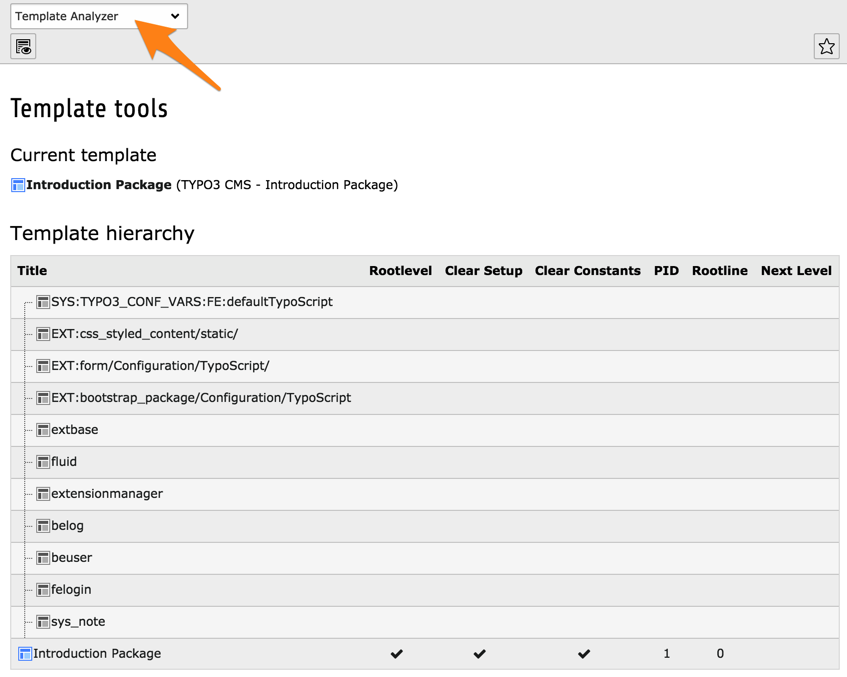 Template Analyzer
Template tools
Current template
Introduction Package (TYPO3 CMS - Introduction Package)
Template hierarchy
Title Rootlevel Clear Setup Clear Constants PID Rootline Next Level
SYS:TYPO3_CONF_VARS:FE:defaultTypoScript
EXT:css_styled_content/static/
EXT:form/Configuration/TypoScript/
EXT:bootstrap_package/Configuration/TypoScript
extbase
fluid
extensionmanager
belog
beuser
felogin
sys_note
Introduction Package ✔ ✔ ✔ 1 0